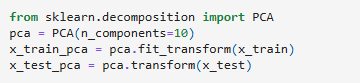 from sklearn.decomposition import PCA
pca = PCA(n_components=10)
x_train_pca = pca.fit_transform(x_train)
x_test_pca = pca.transform(x_test)